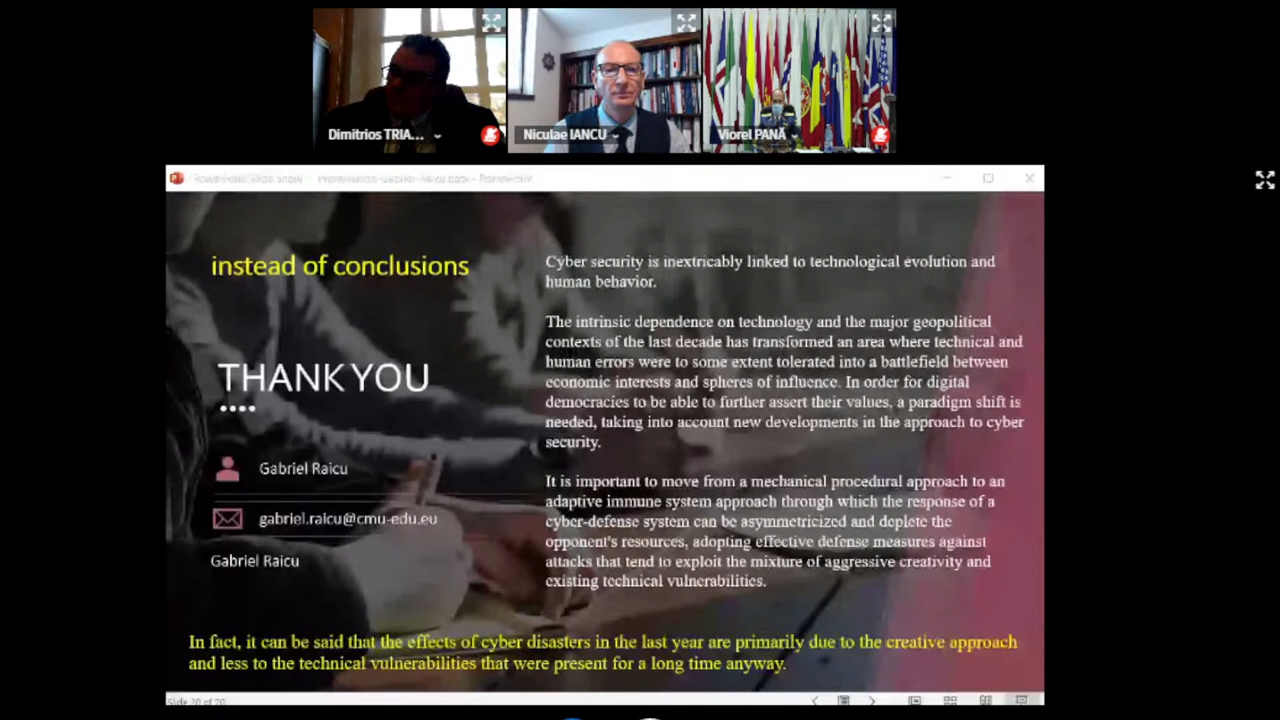 Dimitrios TRIA...
Niculae IANCU
Viorel PANĂ
instead of conclusions
THANK YOU
Gabriel Raicu
gabriel.raicu@cmu-edu.eu
Gabriel Raicu
Cyber security is inextricably linked to technological evolution and
human behavior.
The intrinsic dependence on technology and the major geopolitical
contexts of the last decade has transformed an area where technical and
human errors were to some extent tolerated into a battlefield between
economic interests and spheres of influence. In order for digital
democracies to be able to further assert their values, a paradigm shift is
needed, taking into account new developments in the approach to cyber
security.
It is important to move from a mechanical procedural approach to an
adaptive immune system approach through which the response of a
cyber-defense system can be asymmetricized and deplete the
opponent's resources, adopting effective defense measures against
attacks that tend to exploit the mixture of aggressive creativity and
existing technical vulnerabilities.
In fact, it can be said that the effects of cyber disasters in the last year are primarily due to the creative approach
and less to the technical vulnerabilities that were present for a long time anyway.
Slide 20 of 20